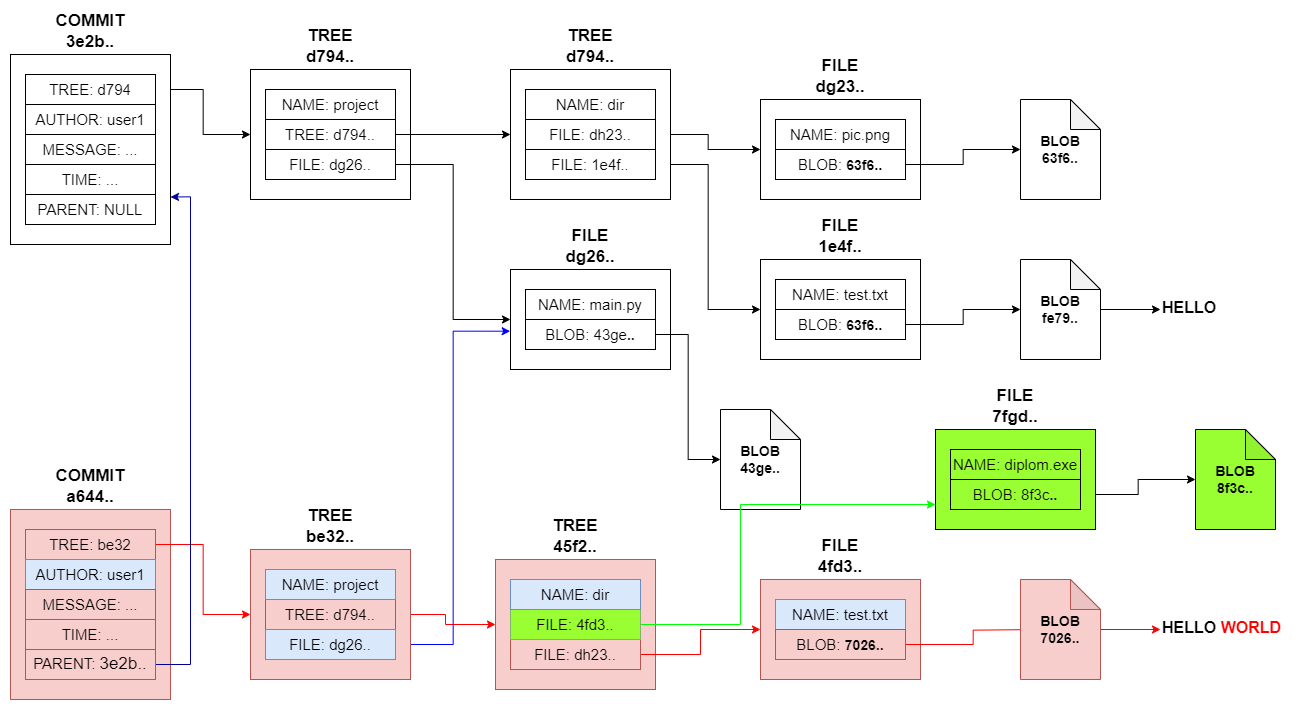 COMMIT
3e2b..
TREE: d794
AUTHOR: user1
MESSAGE: ...
TIME: ...
PARENT: NULL
TREE
d794..
NAME: project
TREE: d794..
FILE: dg26..
TREE
d794..
NAME: dir
FILE: dh23..
FILE: 1e4f..
FILE
dg23..
NAME: pic.png
BLOB: 63f6..
BLOB
63f6..
FILE
1e4f..
NAME: test.txt
BLOB: 63f6..
BLOB
fe79..
HELLO
FILE
dg26..
NAME: main.py
BLOB: 43ge..
BLOB
43ge..
FILE
7fgd..
NAME: diplom.exe
BLOB: 8f3c..
BLOB
8f3c..
COMMIT
a644..
TREE: be32
AUTHOR: user1
MESSAGE: ...
TIME: ...
PARENT: 3e2b..
TREE
be32..
NAME: project
TREE: d794..
FILE: dg26..
TREE
45f2..
NAME: dir
FILE: 4fd3..
FILE: dh23..
FILE
4fd3..
NAME: test.txt
BLOB: 7026..
BLOB
7026..
HELLO WORLD